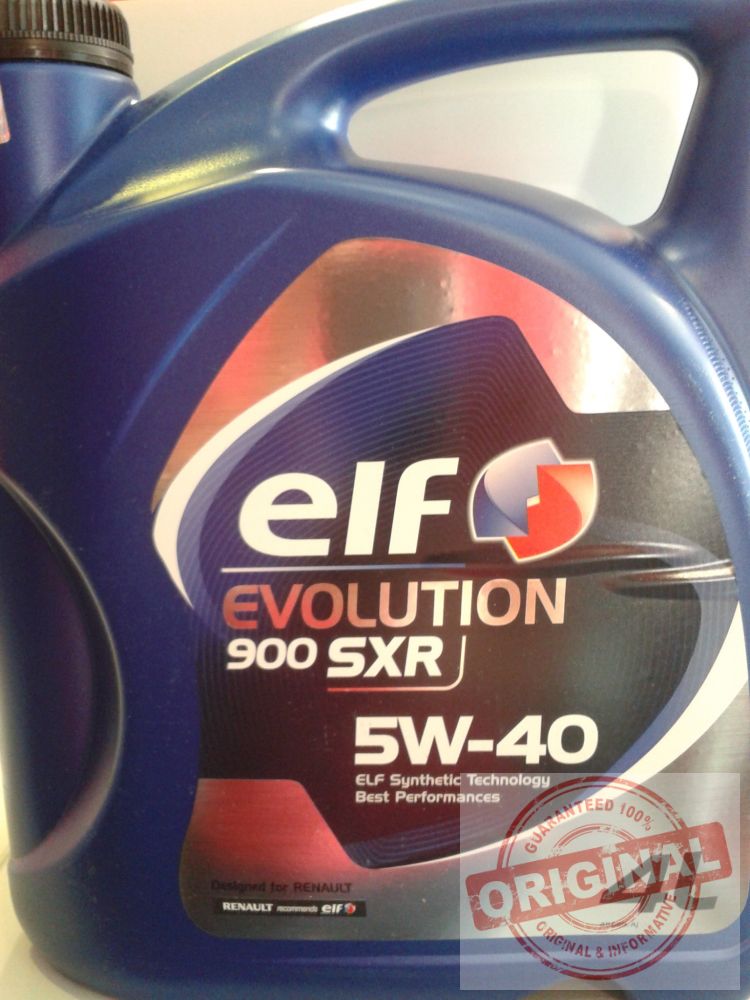 elf
EVOLUTION
900 SXR
5W-40
ELF Synthetic Technology
Best Performances
Designed for RENAULT
RENAULT recommends elf
4L
GUARANTEED 100%
ORIGINAL
ORIGINAL & INFORMATIVE